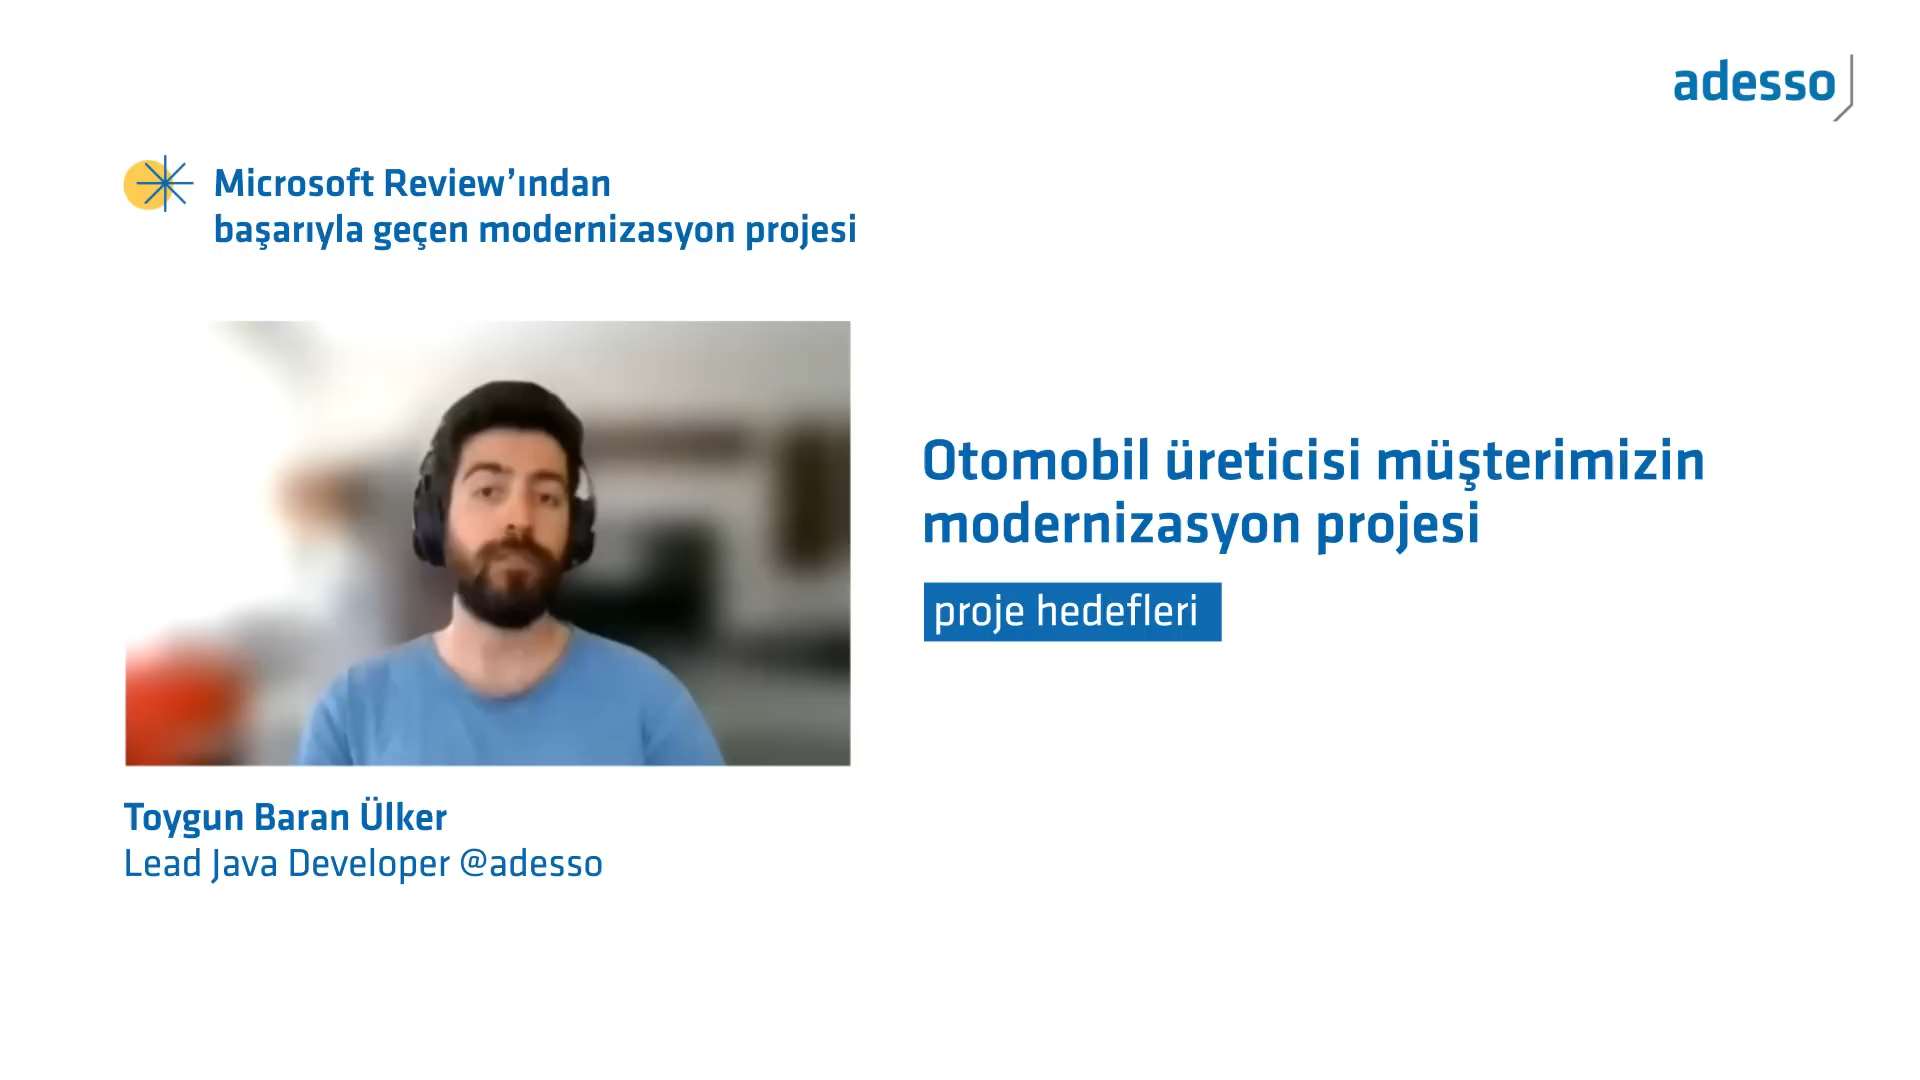 adesso
Microsoft Review’ından
başarıyla geçen modernizasyon projesi
Otomobil üreticisi müşterimizin
modernizasyon projesi
proje hedefleri
Toygun Baran Ülker
Lead Java Developer @adesso